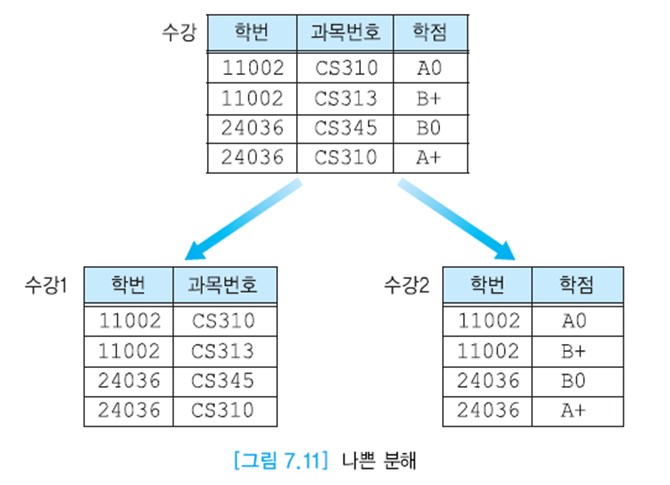 수강 학번 과목번호 학점
11002 CS310 A0
11002 CS313 B+
24036 CS345 B0
24036 CS310 A+
수강1 학번 과목번호
11002 CS310
11002 CS313
24036 CS345
24036 CS310
수강2 학번 학점
11002 A0
11002 B+
24036 B0
24036 A+
[그림 7.11] 나쁜 분해